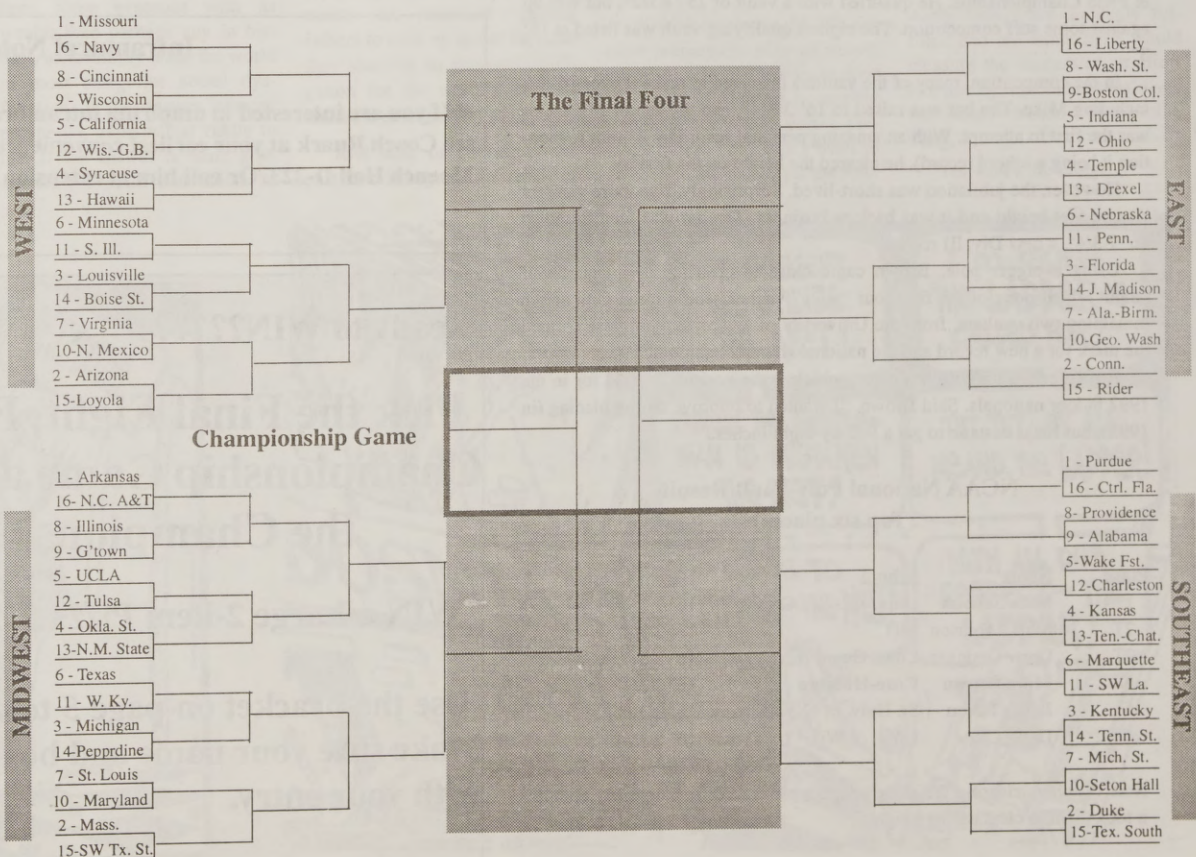 1 - Missouri
16 - Navy
8 - Cincinnati
9 - Wisconsin
5 - California
12- Wis.-G.B.
4 - Syracuse
13 - Hawaii
6 - Minnesota
11 - S. Ill.
3 - Louisville
14 - Boise St.
7 - Virginia
10-N. Mexico
2 - Arizona
15-Loyola
WEST
The Final Four
1 - N.C.
16 - Liberty
8 - Wash. St.
9-Boston Col.
5 - Indiana
12 - Ohio
4 - Temple
13 - Drexel
6 - Nebraska
11 - Penn.
3 - Florida
14-J. Madison
7 - Ala.-Birm.
10-Geo. Wash
2 - Conn.
15 - Rider
EAST
Championship Game
1 - Arkansas
16- N.C. A&T
8 - Illinois
9 - G'town
5 - UCLA
12 - Tulsa
4 - Okla. St.
13-N.M. State
6 - Texas
11 - W. Ky.
3 - Michigan
14-Pepprdine
7 - St. Louis
10 - Maryland
2 - Mass.
15-SW Tx. St.
MIDWEST
1 - Purdue
16 - Ctrl. Fla.
8- Providence
9 - Alabama
5-Wake Fst.
12-Charleston
4 - Kansas
13-Ten.-Chat.
6 - Marquette
11 - SW La.
3 - Kentucky
14 - Tenn. St.
7 - Mich. St.
10-Seton Hall
2 - Duke
15-Tex. South
SOUTHEAST